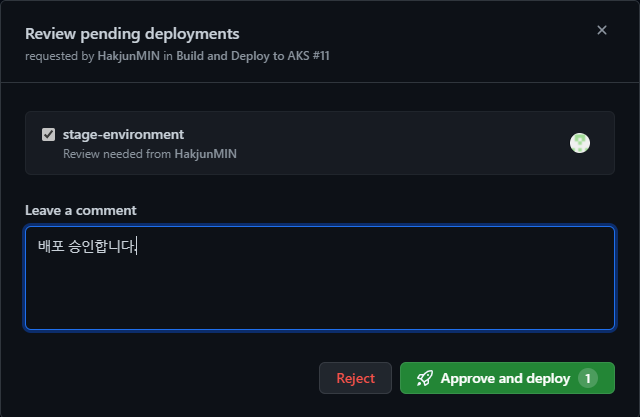 Review pending deployments
requested by HakjunMIN in Build and Deploy to AKS #11
stage-environment
Review needed from HakjunMIN
Leave a comment
배포 승인합니다.
Reject
Approve and deploy 1